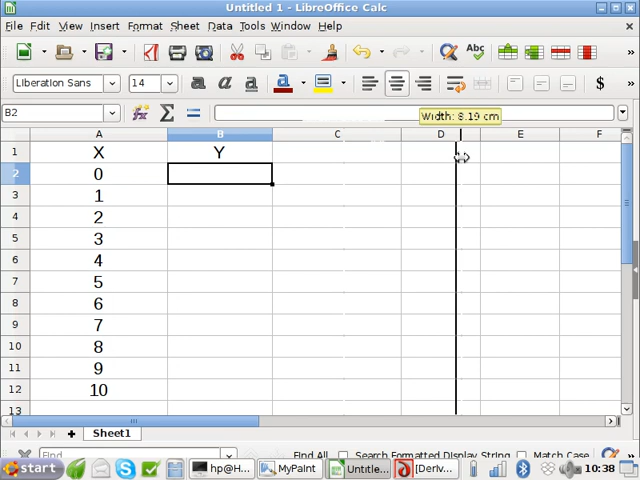 Untitled 1 - LibreOffice Calc
File Edit View Insert Format Sheet Data Tools Window Help
Abc
Liberation Sans 14 a a a a $
B2 Width: 8.19 cm
A B C D E F
1 X Y
2 0
3 1
4 2
5 3
6 4
7 5
8 6
9 7
10 8
11 9
12 10
13
Sheet1
Find Find All Search Formatted Display String Match Case
start S hp@H... MyPaint Untitle... [Deriv... 10:38